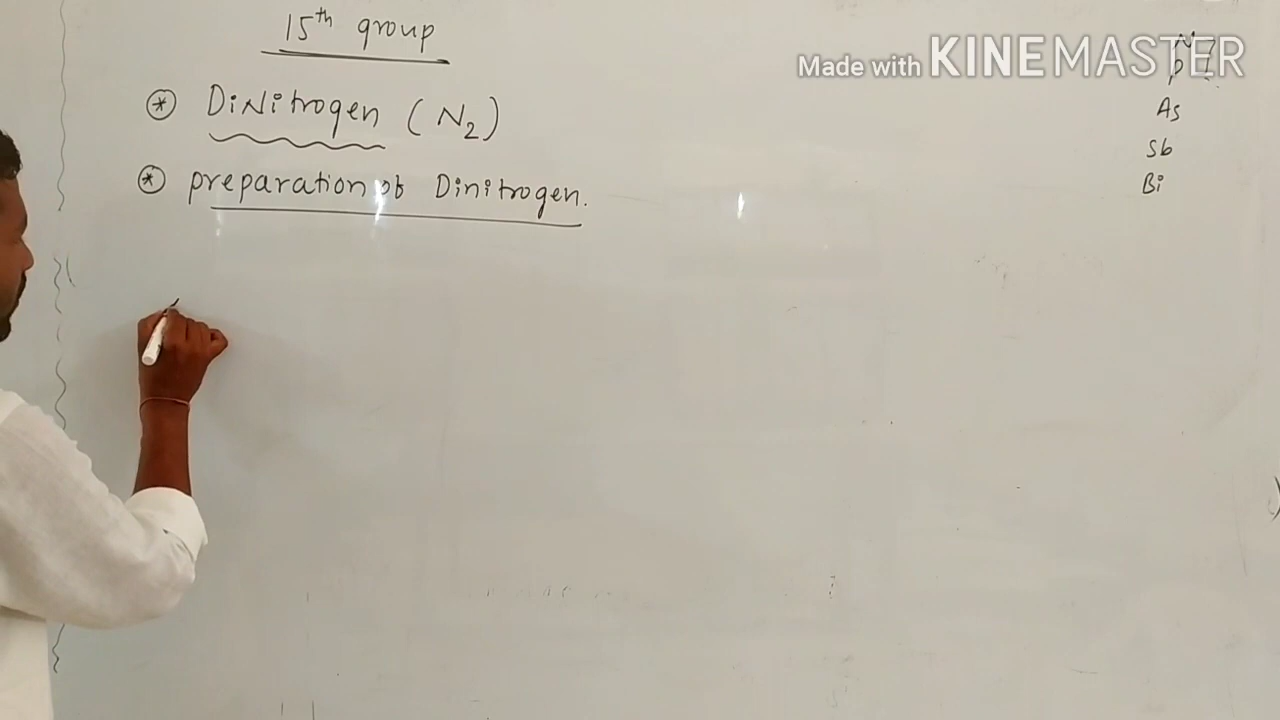 15th group
Made with KINEMASTER
⊛ DiNitrogen (N2)
⊛ preparation of Dinitrogen.
N
P
As
Sb
Bi